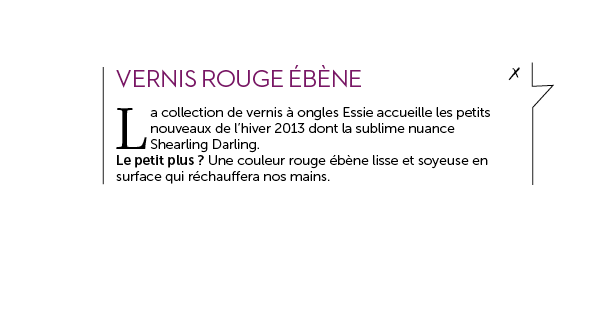 VERNIS ROUGE ÉBÈNE
La collection de vernis à ongles Essie accueille les petits
nouveaux de l'hiver 2013 dont la sublime nuance
Shearling Darling.
Le petit plus ? Une couleur rouge ébène lisse et soyeuse en
surface qui réchauffera nos mains.